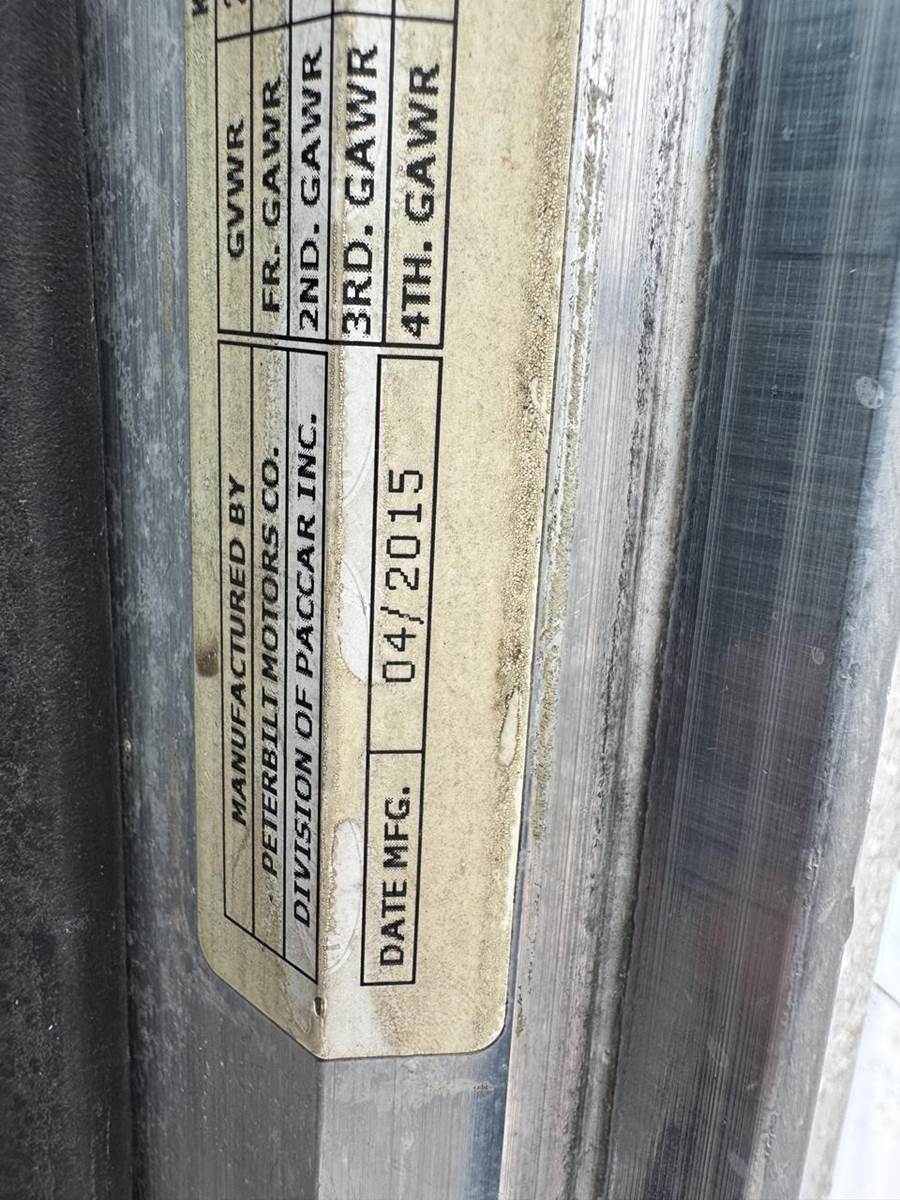 MANUFACTURED BY
PETERBILT MOTORS CO.
DIVISION OF PACCAR INC.
DATE MFG. 04/2015
GVWR
FR. GAWR
2ND. GAWR
3RD. GAWR
4TH. GAWR